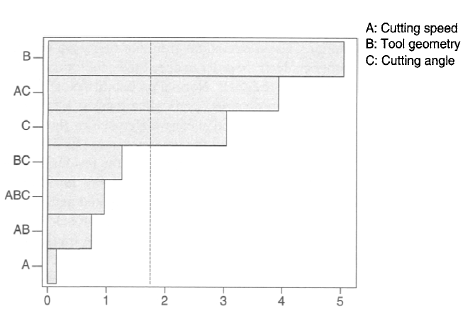 A: Cutting speed
B: Tool geometry
C: Cutting angle
B
AC
C
BC
ABC
AB
A
0 1 2 3 4 5